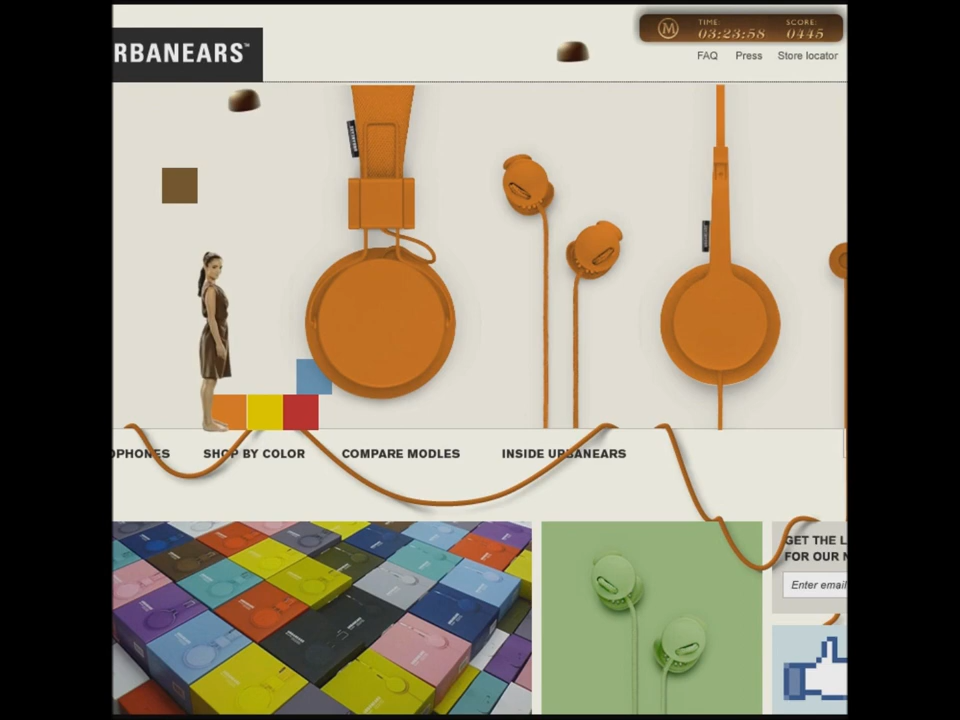 RBANEARS™
M
TIME: SCORE:
03:23:58 0445
FAQ Press Store locator
OPHONES SHOP BY COLOR COMPARE MODLES INSIDE URBANEARS
GET THE L
FOR OUR N
Enter email